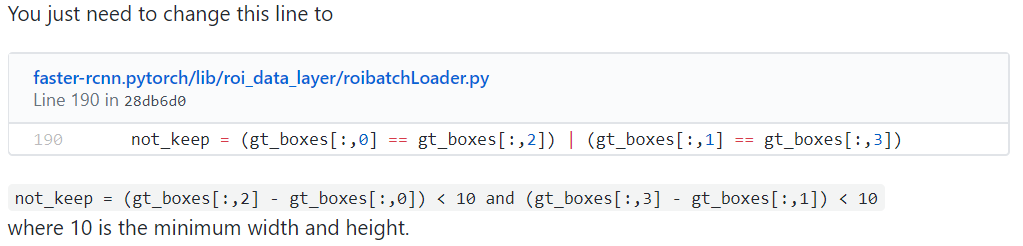 You just need to change this line to
faster-rcnn.pytorch/lib/roi_data_layer/roibatchLoader.py
Line 190 in 28db6d0
190 not_keep = (gt_boxes[:,0] == gt_boxes[:,2]) | (gt_boxes[:,1] == gt_boxes[:,3])
not_keep = (gt_boxes[:,2] - gt_boxes[:,0]) < 10 and (gt_boxes[:,3] - gt_boxes[:,1]) < 10
where 10 is the minimum width and height.